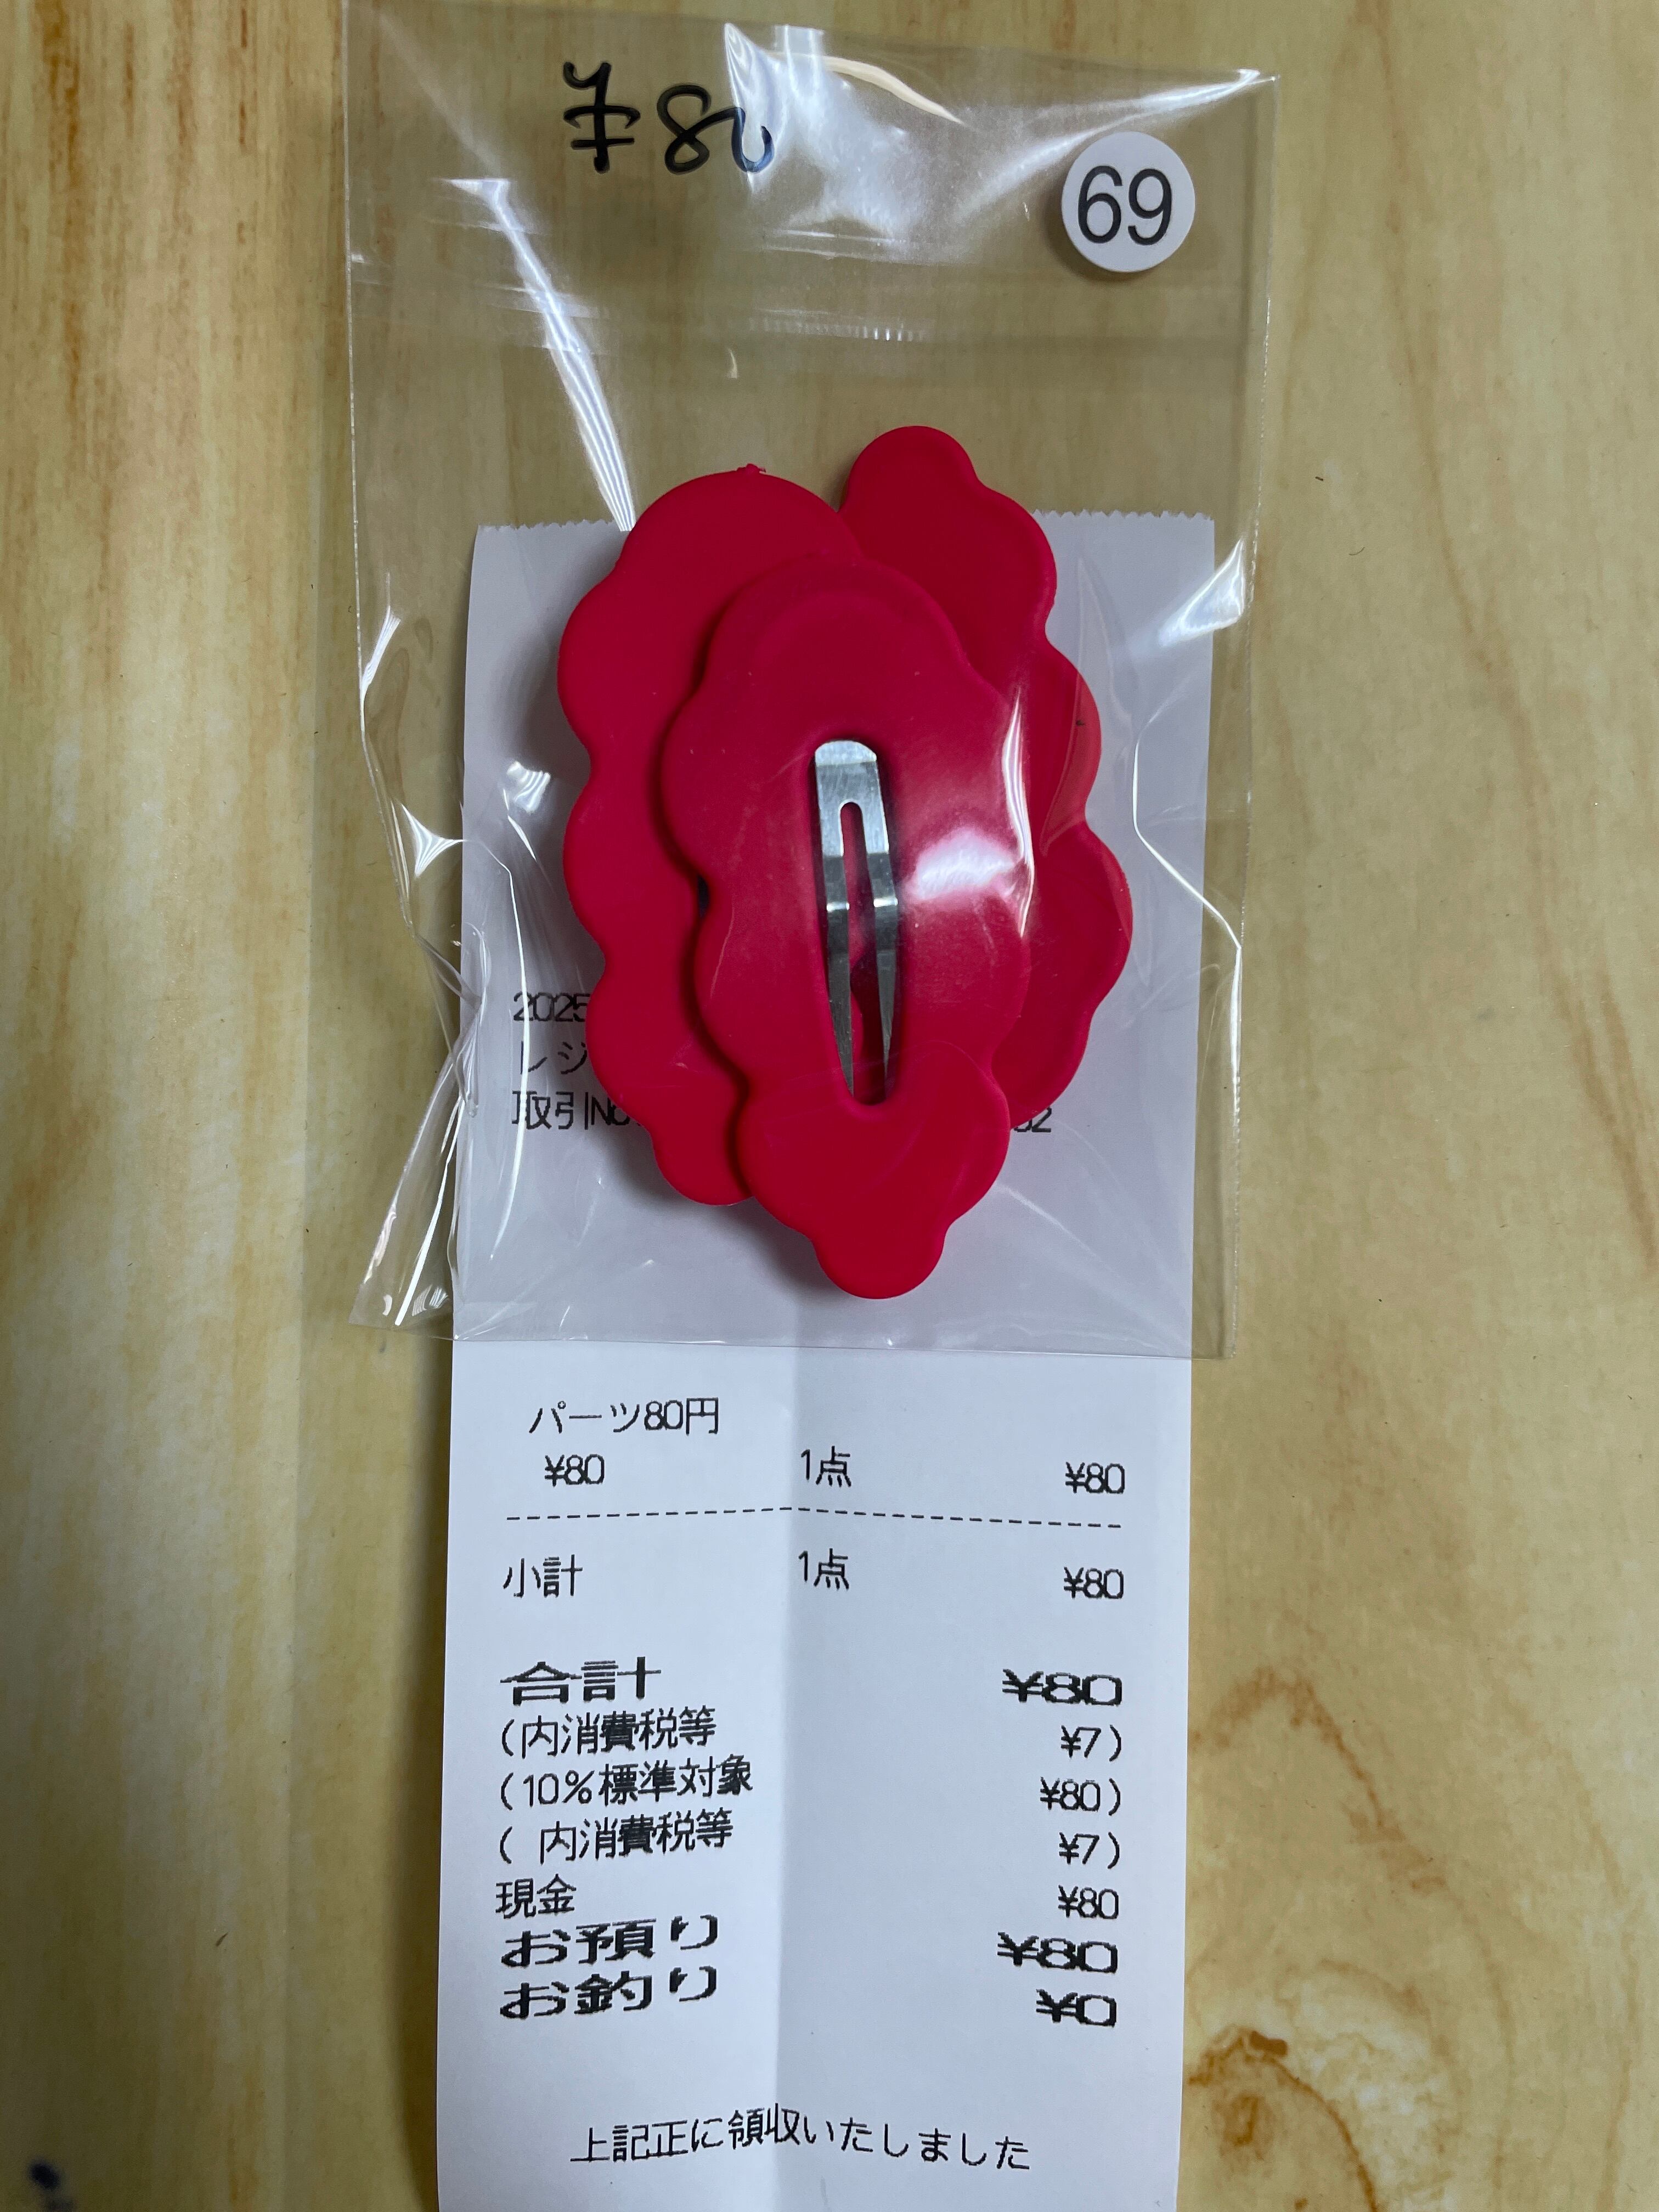 ¥80
69
2025
レジ
取引No
パーツ80円
¥80 1点 ¥80
小計 1点 ¥80
合計 ¥80
(内消費税等 ¥7)
(10%標準対象 ¥80)
( 内消費税等 ¥7)
現金 ¥80
お預り ¥80
お釣り ¥0
上記正に領収いたしました